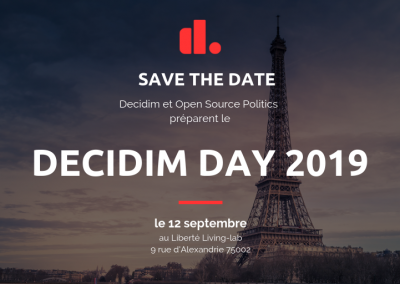 SAVE THE DATE
Decidim et Open Source Politics
préparent le
DECIDIM DAY 2019
le 12 septembre
au Liberté Living-lab
9 rue d'Alexandrie 75002